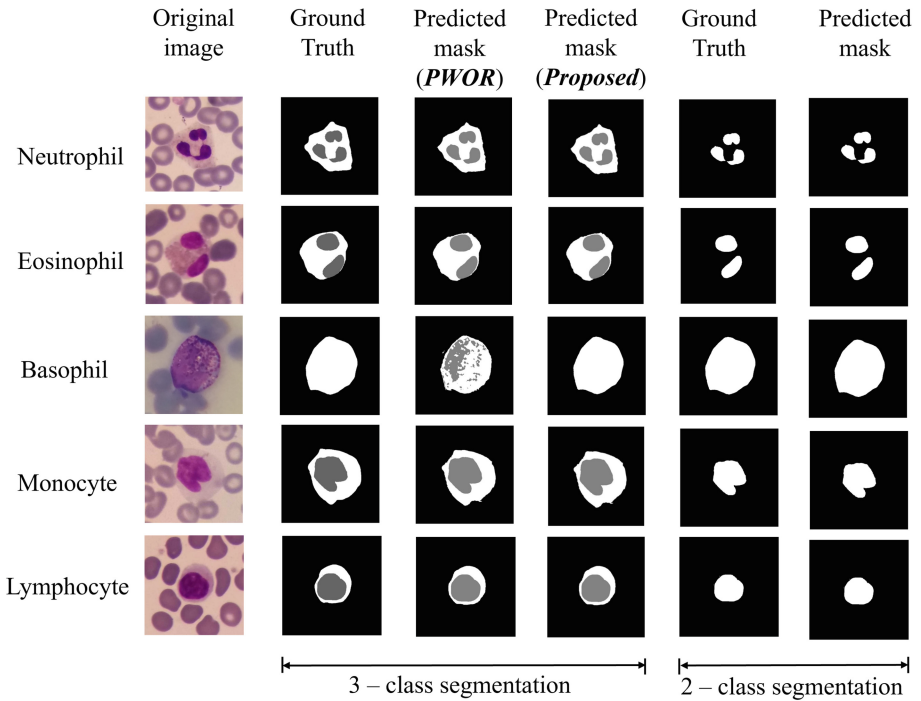 Original image
Ground Truth
Predicted mask (PWOR)
Predicted mask (Proposed)
Ground Truth
Predicted mask
Neutrophil
Eosinophil
Basophil
Monocyte
Lymphocyte
3 – class segmentation
2 – class segmentation